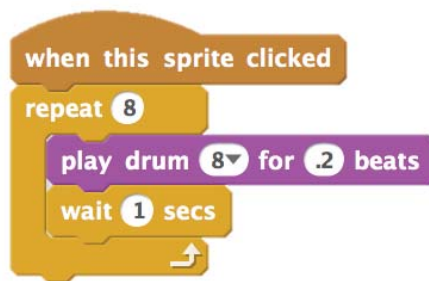 when this sprite clicked
repeat 8
play drum 8 for .2 beats
wait 1 secs